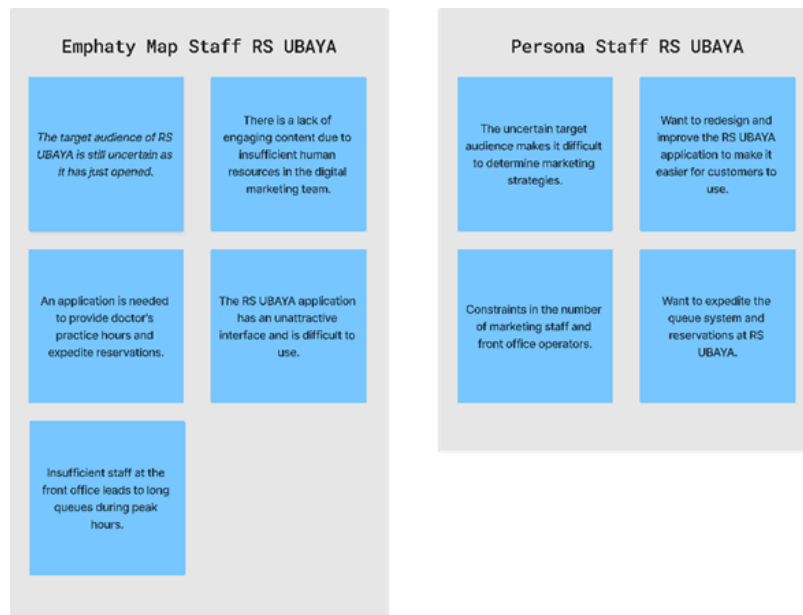 Emphaty Map Staff RS UBAYA
The target audience of RS
UBAYA is still uncertain as
it has just opened.
There is a lack of
engaging content due to
insufficient human
resources in the digital
marketing team.
An application is needed
to provide doctor's
practice hours and
expedite reservations.
The RS UBAYA application
has an unattractive
interface and is difficult to
use.
Insufficient staff at the
front office leads to long
queues during peak
hours.
Persona Staff RS UBAYA
The uncertain target
audience makes it difficult
to determine marketing
strategies.
Want to redesign and
improve the RS UBAYA
application to make it
easier for customers to
use.
Constraints in the number
of marketing staff and
front office operators.
Want to expedite the
queue system and
reservations at RS
UBAYA.